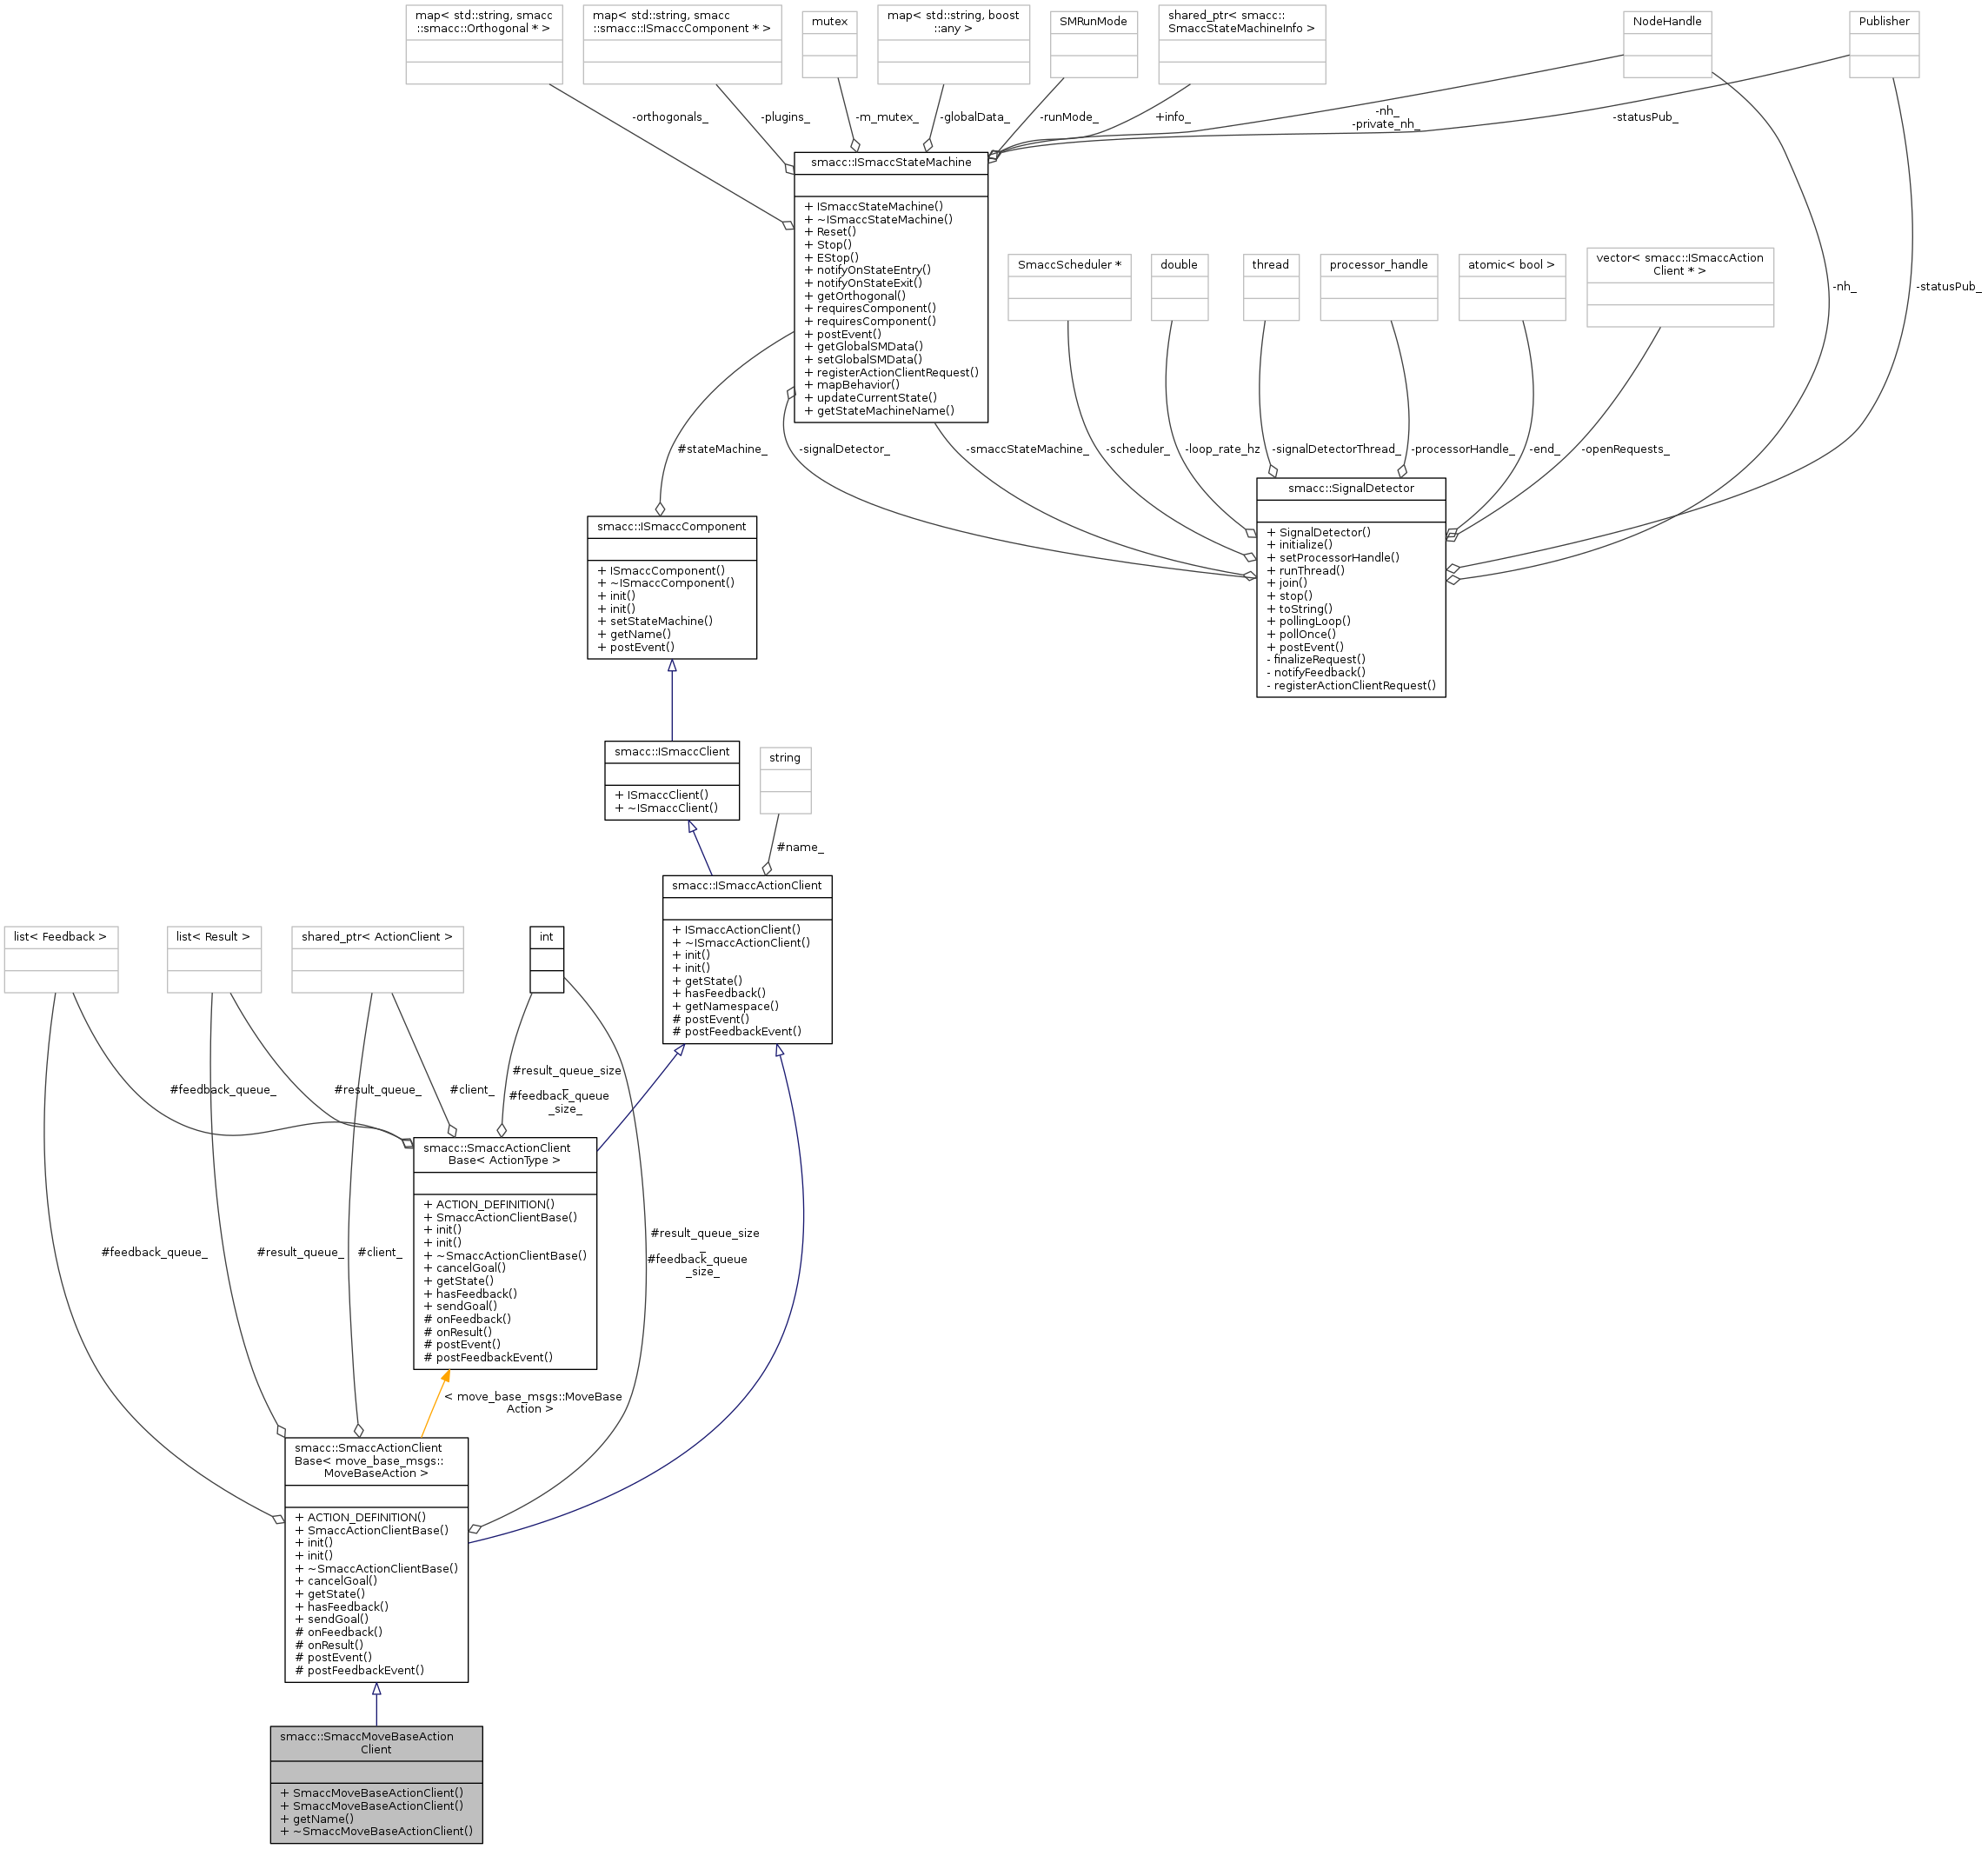 map< std::string, smacc
::smacc::Orthogonal * >
map< std::string, smacc
::smacc::ISmaccComponent * >
mutex
map< std::string, boost
::any >
SMRunMode
shared_ptr< smacc::
SmaccStateMachineInfo >
NodeHandle
Publisher
-orthogonals_
-plugins_
-m_mutex_
-globalData_
-runMode_
+info_
-nh_
-private_nh_
-statusPub_
smacc::ISmaccStateMachine
+ ISmaccStateMachine()
+ ~ISmaccStateMachine()
+ Reset()
+ Stop()
+ EStop()
+ notifyOnStateEntry()
+ notifyOnStateExit()
+ getOrthogonal()
+ requiresComponent()
+ requiresComponent()
+ postEvent()
+ getGlobalSMData()
+ setGlobalSMData()
+ registerActionClientRequest()
+ mapBehavior()
+ updateCurrentState()
+ getStateMachineName()
SmaccScheduler *
double
thread
processor_handle
atomic< bool >
vector< smacc::ISmaccAction
Client * >
-nh_
-statusPub_
#stateMachine_
-signalDetector_
-smaccStateMachine_
-scheduler_
-loop_rate_hz
-signalDetectorThread_
-processorHandle_
-end_
-openRequests_
smacc::SignalDetector
+ SignalDetector()
+ initialize()
+ setProcessorHandle()
+ runThread()
+ join()
+ stop()
+ toString()
+ pollingLoop()
+ pollOnce()
+ postEvent()
- finalizeRequest()
- notifyFeedback()
- registerActionClientRequest()
smacc::ISmaccComponent
+ ISmaccComponent()
+ ~ISmaccComponent()
+ init()
+ init()
+ setStateMachine()
+ getName()
+ postEvent()
smacc::ISmaccClient
+ ISmaccClient()
+ ~ISmaccClient()
string
#name_
smacc::ISmaccActionClient
+ ISmaccActionClient()
+ ~ISmaccActionClient()
+ init()
+ init()
+ getState()
+ hasFeedback()
+ getNamespace()
# postEvent()
# postFeedbackEvent()
list< Feedback >
list< Result >
shared_ptr< ActionClient >
int
#feedback_queue_
#result_queue_
#client_
#result_queue_size
_
#feedback_queue
_size_
smacc::SmaccActionClient
Base< ActionType >
+ ACTION_DEFINITION()
+ SmaccActionClientBase()
+ init()
+ init()
+ ~SmaccActionClientBase()
+ cancelGoal()
+ getState()
+ hasFeedback()
+ sendGoal()
# onFeedback()
# onResult()
# postEvent()
# postFeedbackEvent()
#feedback_queue_
#result_queue_
#client_
#result_queue_size
_
#feedback_queue
_size_
< move_base_msgs::MoveBase
Action >
smacc::SmaccActionClient
Base< move_base_msgs::
MoveBaseAction >
+ ACTION_DEFINITION()
+ SmaccActionClientBase()
+ init()
+ init()
+ ~SmaccActionClientBase()
+ cancelGoal()
+ getState()
+ hasFeedback()
+ sendGoal()
# onFeedback()
# onResult()
# postEvent()
# postFeedbackEvent()
smacc::SmaccMoveBaseAction
Client
+ SmaccMoveBaseActionClient()
+ SmaccMoveBaseActionClient()
+ getName()
+ ~SmaccMoveBaseActionClient()